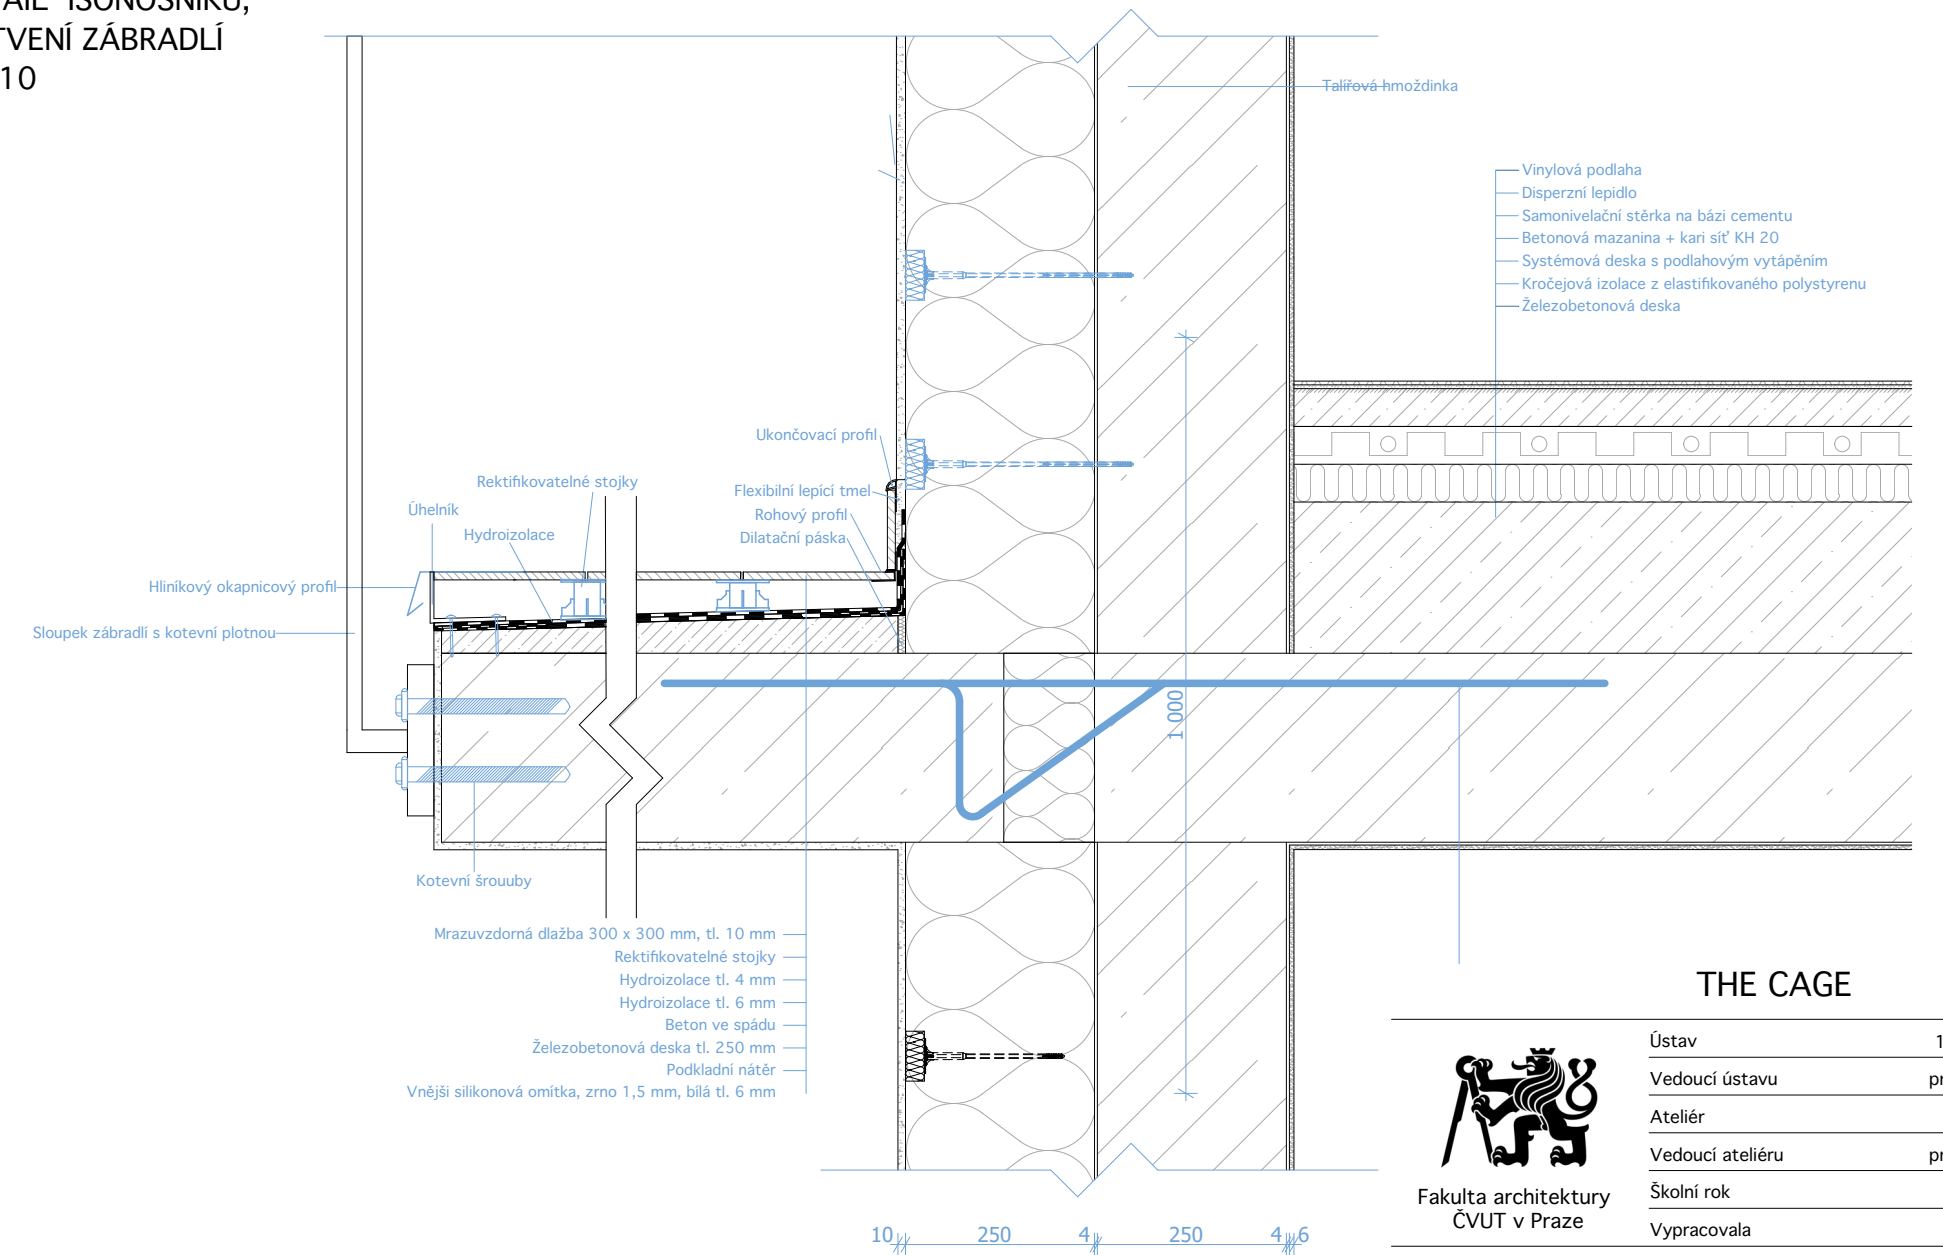 ISONOSNÍKU,
ZÁBRADLÍ
10
Talířová hmoždinka
Vinylová podlaha
Disperzní lepidlo
Samonivelační stěrka na bázi cementu
Betonová mazanina + kari síť KH 20
Systémová deska s podlahovým vytápěním
Kročejová izolace z elastifikovaného polystyrenu
Železobetonová deska
Ukončovací profil
Rektifikovatelné stojky
Flexibilní lepící tmel
Úhelník
Rohový profil
Hydroizolace
Dilatační páska
Hliníkový okapnicový profil
Sloupek zábradlí s kotevní plotnou
1 000
Kotevní šrouuby
Mrazuvzdorná dlažba 300 x 300 mm, tl. 10 mm
Rektifikovatelné stojky
Hydroizolace tl. 4 mm
Hydroizolace tl. 6 mm
Beton ve spádu
Železobetonová deska tl. 250 mm
Podkladní nátěr
Vnějši silikonová omítka, zrno 1,5 mm, bílá tl. 6 mm
10 250 4 250 4 6
THE CAGE
Fakulta architektury
ČVUT v Praze
Ústav 1
Vedoucí ústavu
Ateliér
Vedoucí ateliéru
Školní rok
Vypracovala